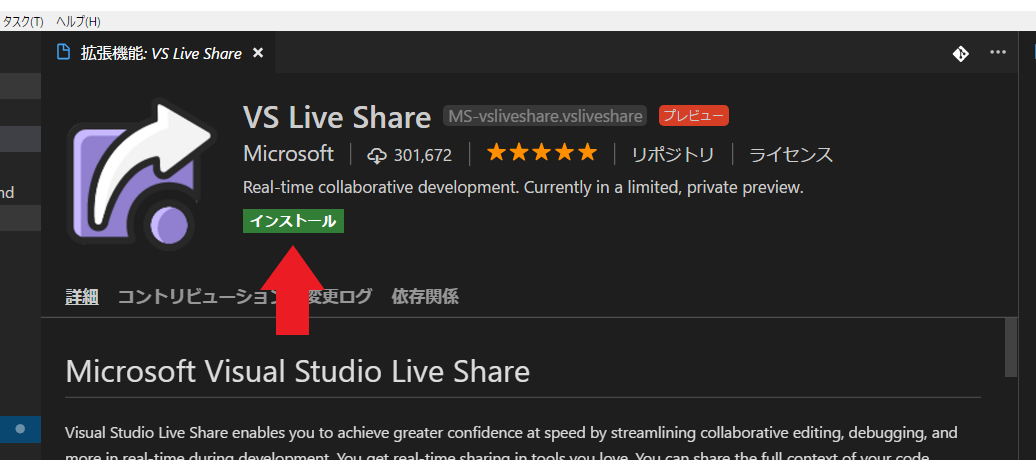 タスク(T) ヘルプ(H)
拡張機能: VS Live Share
VS Live Share MS-vsliveshare.vsliveshare プレビュー
Microsoft 301,672 リポジトリ ライセンス
Real-time collaborative development. Currently in a limited, private preview.
nd
インストール
詳細 コントリビューション 変更ログ 依存関係
Microsoft Visual Studio Live Share
Visual Studio Live Share enables you to achieve greater confidence at speed by streamlining collaborative editing, debugging, and
more in real-time during development. You get real-time sharing in tools you love. You can share the full context of your code